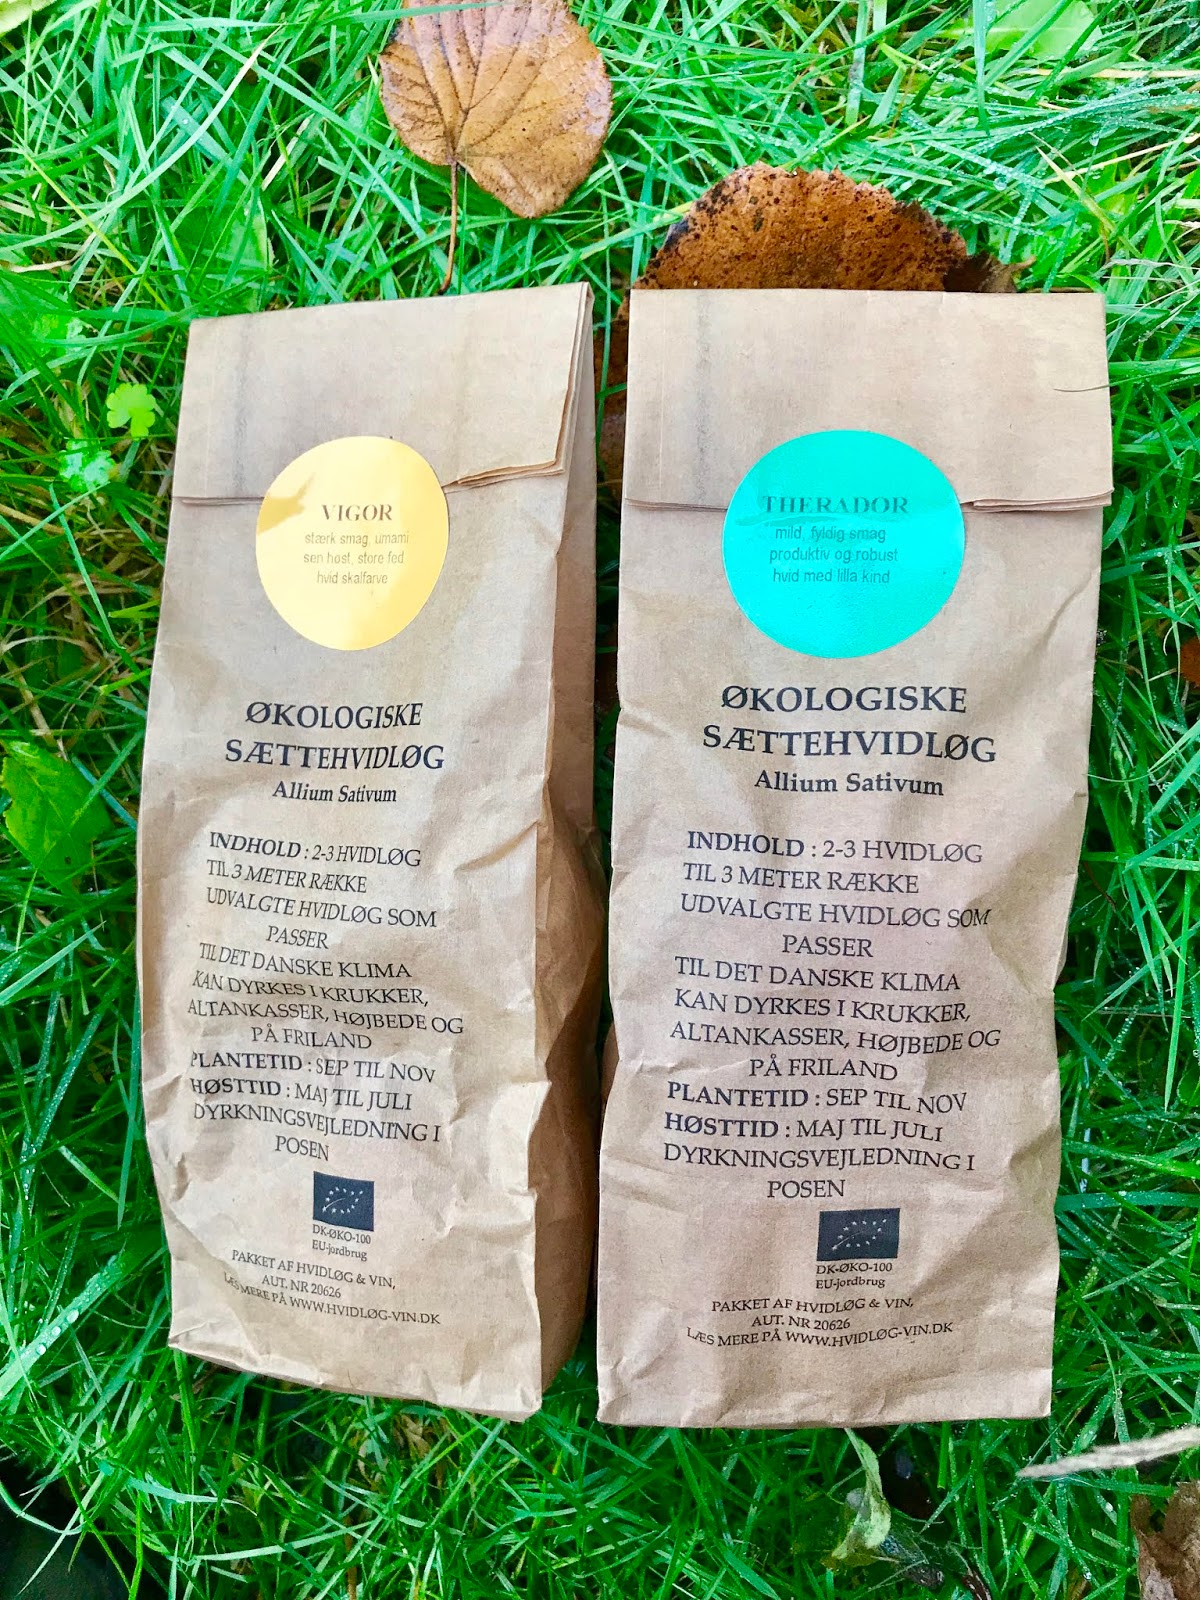 VIGOR
stærk smag, umami
sen høst, store fed
hvid skalfarve
ØKOLOGISKE
SÆTTEHVIDLØG
Allium Sativum
INDHOLD : 2-3 HVIDLØG
TIL 3 METER RÆKKE
UDVALGTE HVIDLØG SOM
PASSER
TIL DET DANSKE KLIMA
KAN DYRKES I KRUKKER,
ALTANKASSER, HØJBEDE OG
PÅ FRILAND
PLANTETID : SEP TIL NOV
HØSTTID : MAJ TIL JULI
DYRKNINGSVEJLEDNING I
POSEN
DK-ØKO-100
EU-jordbrug
PAKKET AF HVIDLØG & VIN,
AUT. NR 20626
LÆS MERE PÅ WWW.HVIDLØG-VIN.DK
THERADOR
mild, fyldig smag
produktiv og robust
hvid med lilla kind
ØKOLOGISKE
SÆTTEHVIDLØG
Allium Sativum
INDHOLD : 2-3 HVIDLØG
TIL 3 METER RÆKKE
UDVALGTE HVIDLØG SOM
PASSER
TIL DET DANSKE KLIMA
KAN DYRKES I KRUKKER,
ALTANKASSER, HØJBEDE OG
PÅ FRILAND
PLANTETID : SEP TIL NOV
HØSTTID : MAJ TIL JULI
DYRKNINGSVEJLEDNING I
POSEN
DK-ØKO-100
EU-jordbrug
PAKKET AF HVIDLØG & VIN,
AUT. NR 20626
LÆS MERE PÅ WWW.HVIDLØG-VIN.DK